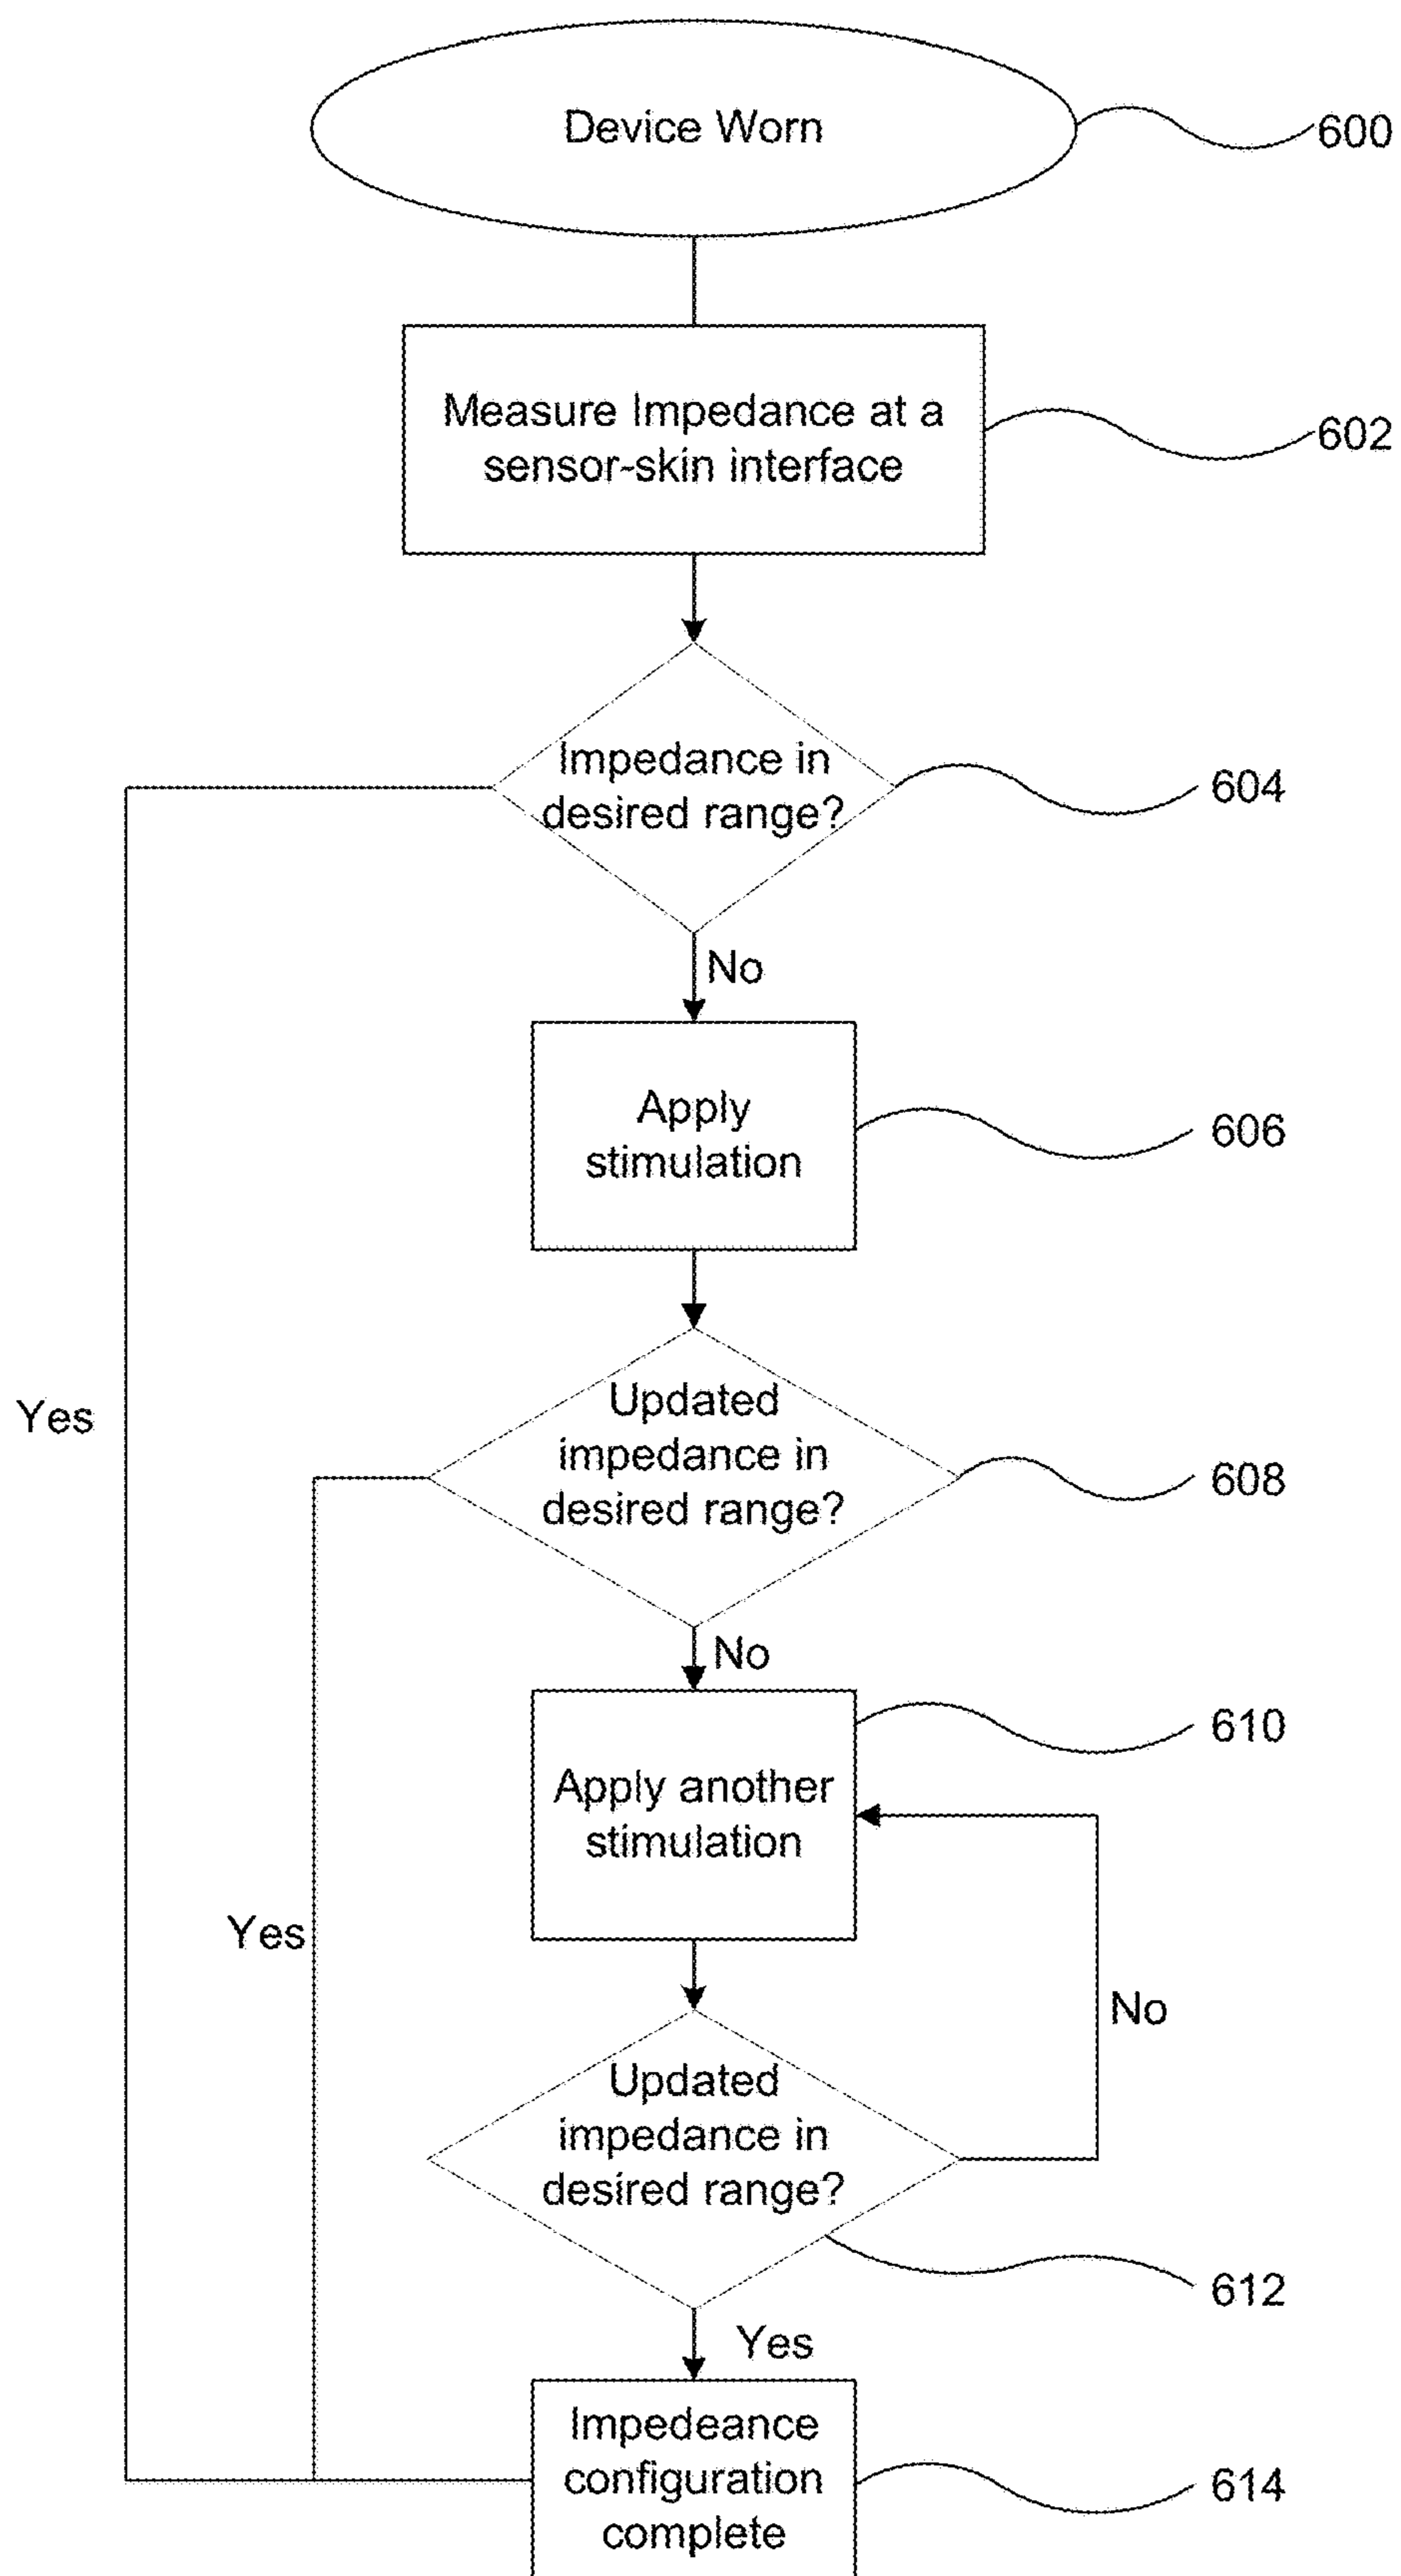 Device Worn
600
Measure Impedance at a
sensor-skin interface
602
Impedance in
desired range?
604
No
Apply
stimulation
606
Yes
Updated
impedance in
desired range?
608
No
Apply another
stimulation
610
Yes
No
Updated
impedance in
desired range?
612
Yes
Impedeance
configuration
complete
614